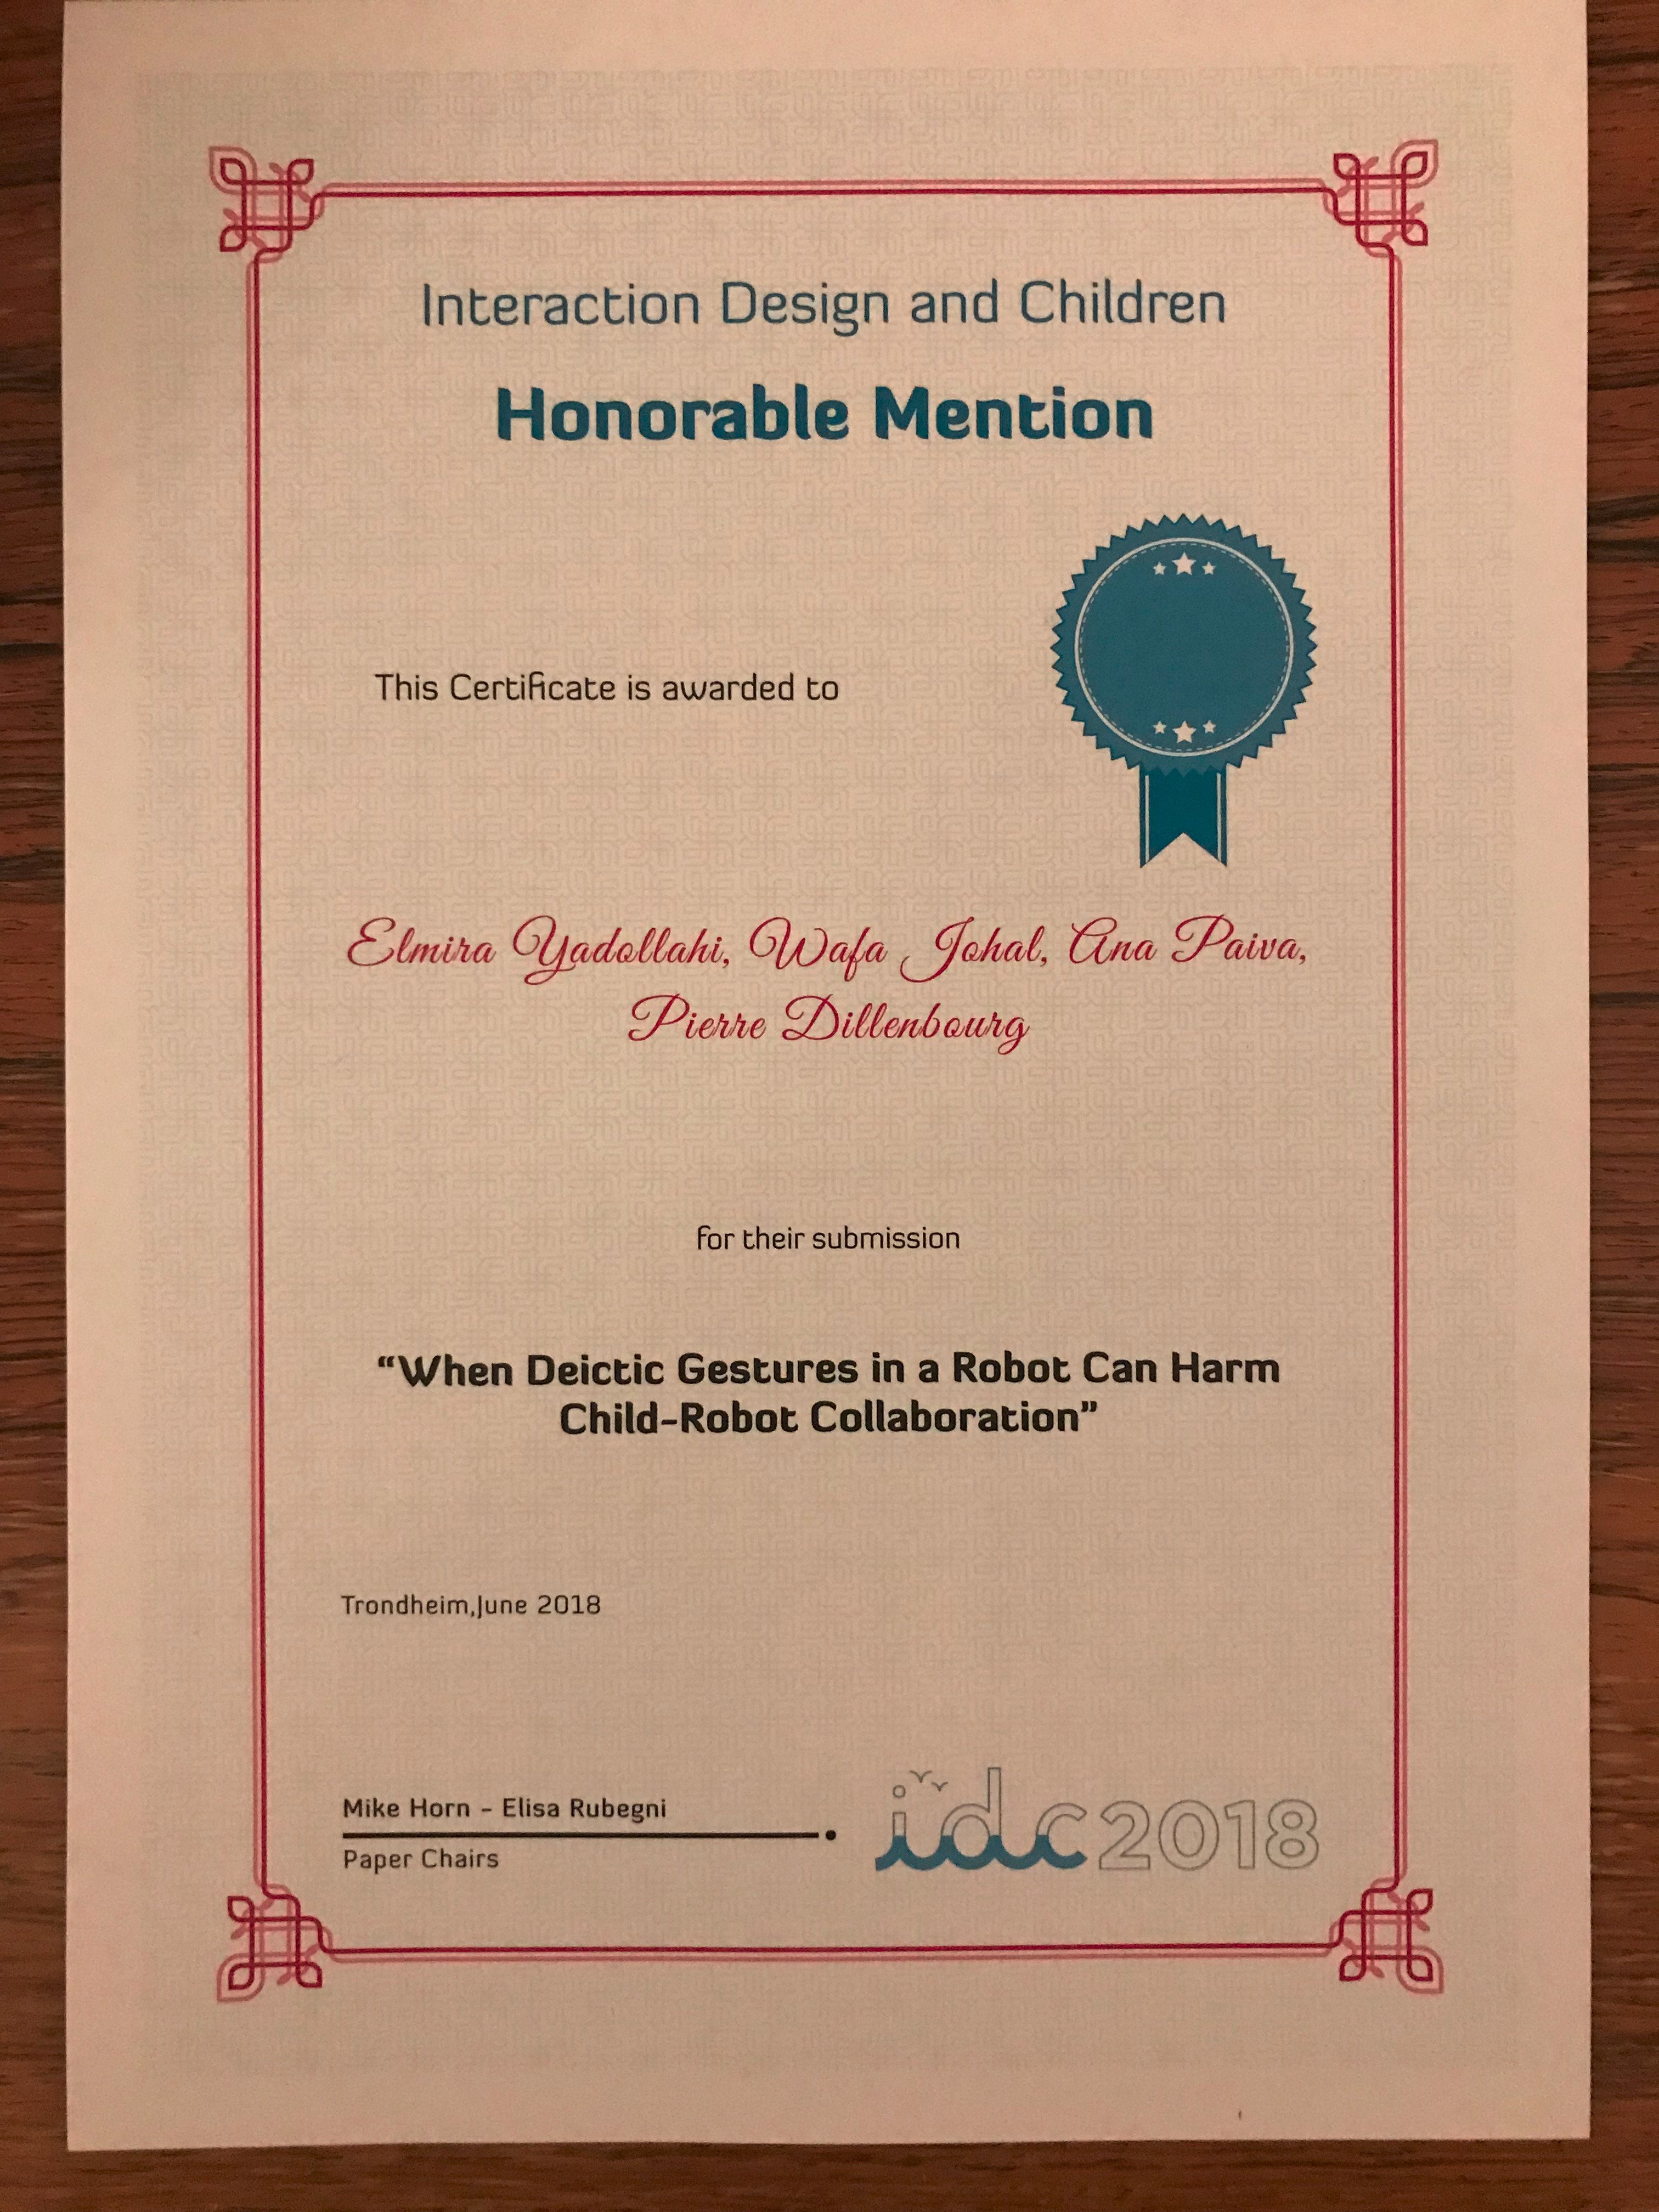 Interaction Design and Children
Honorable Mention
This Certificate is awarded to
Elmira Yadollahi, Wafa Johal, Ana Paiva,
Pierre Dillenbourg
for their submission
“When Deictic Gestures in a Robot Can Harm
Child-Robot Collaboration”
Trondheim,June 2018
Mike Horn - Elisa Rubegni
Paper Chairs
idc2018